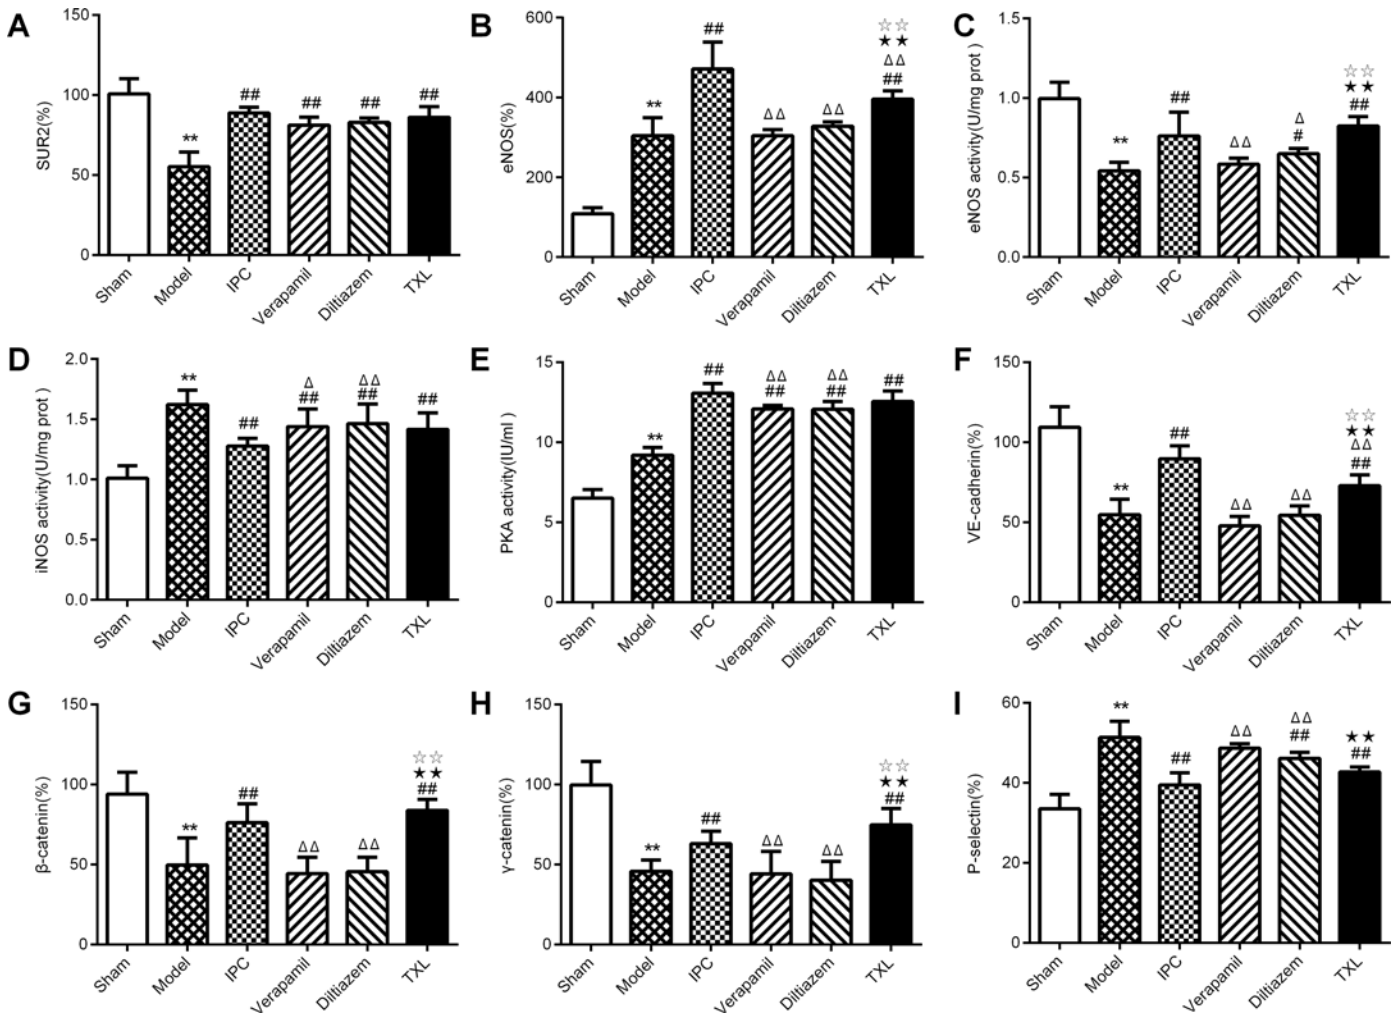 A
SUR2(%)
150
100
50
0
**
##
##
##
##
Sham
Model
IPC
Verapamil
Diltiazem
TXL
B
eNOS(%)
600
400
200
0
**
##
ΔΔ
ΔΔ
☆☆
★★
ΔΔ
##
Sham
Model
IPC
Verapamil
Diltiazem
TXL
C
eNOS activity(U/mg prot )
1.5
1.0
0.5
0.0
**
##
ΔΔ
Δ
#
☆☆
★★
##
Sham
Model
IPC
Verapamil
Diltiazem
TXL
D
iNOS activity(U/mg prot )
2.0
1.5
1.0
0.5
0.0
**
##
Δ
##
ΔΔ
##
##
Sham
Model
IPC
Verapamil
Diltiazem
TXL
E
PKA activity(IU/ml )
15
10
5
0
**
##
ΔΔ
##
ΔΔ
##
##
Sham
Model
IPC
Verapamil
Diltiazem
TXL
F
VE-cadherin(%)
150
100
50
0
**
##
ΔΔ
ΔΔ
☆☆
★★
ΔΔ
##
Sham
Model
IPC
Verapamil
Diltiazem
TXL
G
β-catenin(%)
150
100
50
0
**
##
ΔΔ
ΔΔ
☆☆
★★
##
Sham
Model
IPC
Verapamil
Diltiazem
TXL
H
γ-catenin(%)
150
100
50
0
**
##
ΔΔ
ΔΔ
☆☆
★★
##
Sham
Model
IPC
Verapamil
Diltiazem
TXL
I
P-selectin(%)
60
40
20
0
**
##
ΔΔ
ΔΔ
##
★★
##
Sham
Model
IPC
Verapamil
Diltiazem
TXL